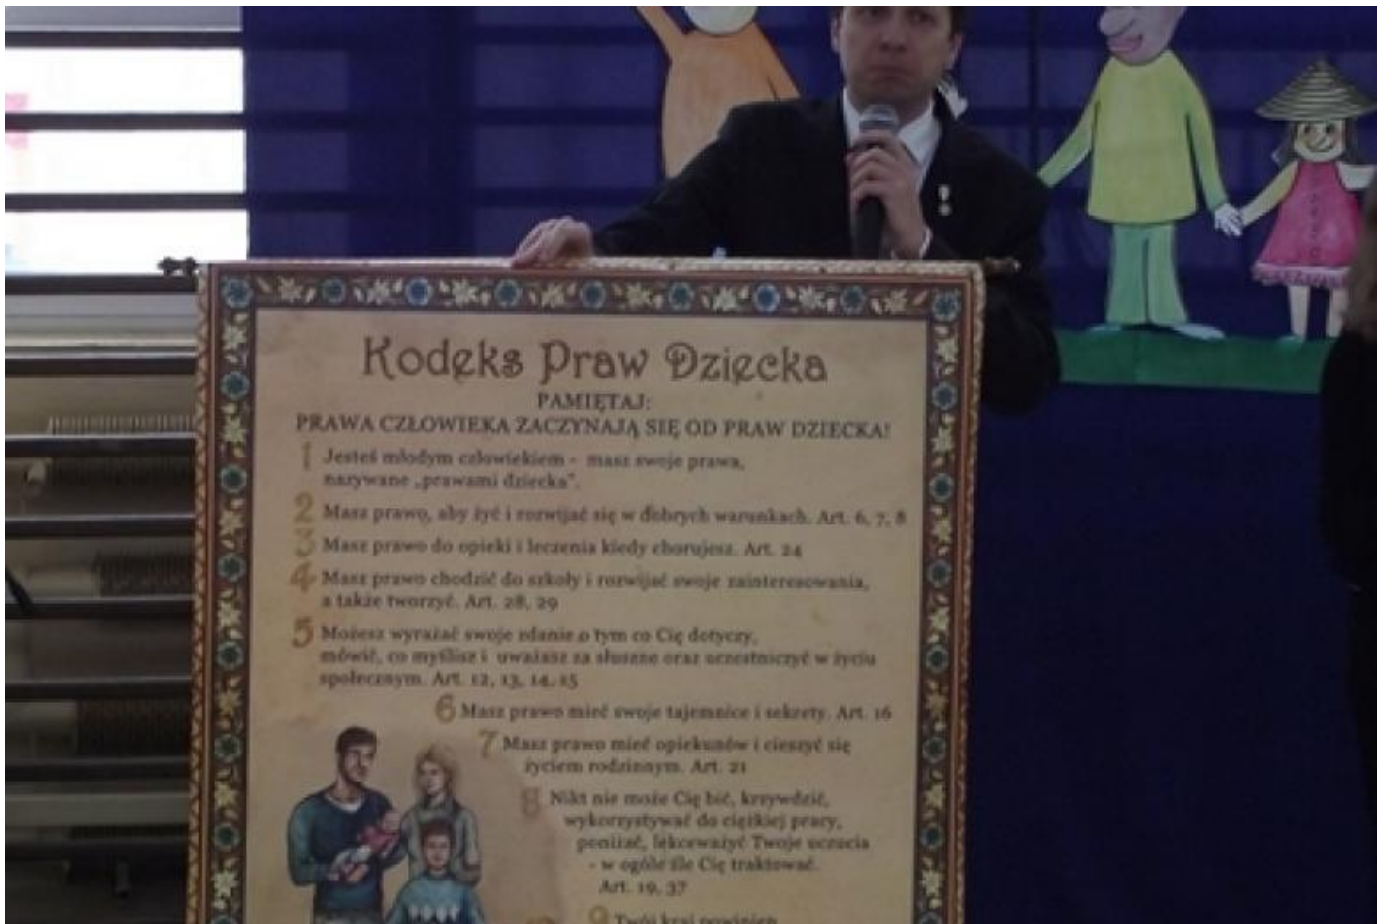 Kodeks Praw Dziecka
PAMIĘTAJ:
PRAWA CZŁOWIEKA ZACZYNAJĄ SIĘ OD PRAW DZIECKA!
1 Jesteś młodym człowiekiem - masz swoje prawa,
nazywane „prawami dziecka”.
2 Masz prawo, aby żyć i rozwijać się w dobrych warunkach. Art. 6, 7, 8
3 Masz prawo do opieki i leczenia kiedy chorujesz. Art. 24
4 Masz prawo chodzić do szkoły i rozwijać swoje zainteresowania,
a także tworzyć. Art. 28, 29
5 Możesz wyrażać swoje zdanie o tym co Cię dotyczy,
mówić, co myślisz i uważasz za słuszne oraz uczestniczyć w życiu
społecznym. Art. 12, 13, 14, 15
6 Masz prawo mieć swoje tajemnice i sekrety. Art. 16
7 Masz prawo mieć opiekunów i cieszyć się
życiem rodzinnym. Art. 21
8 Nikt nie może Cię bić, krzywdzić,
wykorzystywać do ciężkiej pracy,
poniżać, lekceważyć Twoje uczucia
- w ogóle źle Cię traktować.
Art. 19, 37
9 Twój kraj powinien